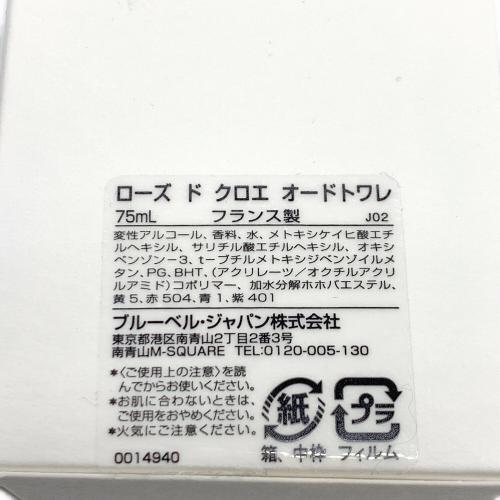 ローズ ド クロエ オードトワレ
75mL フランス製 J02
変性アルコール、香料、水、メトキシケイヒ酸エチ
ルヘキシル、サリチル酸エチルヘキシル、オキシ
ベンゾン-3、t-ブチルメトキシジベンゾイルメ
タン、PG、BHT、(アクリレーツ/オクチルアクリ
ルアミド)コポリマー、加水分解ホホバエステル、
黄5、赤504、青1、紫401
ブルーベル・ジャパン株式会社
東京都港区南青山2丁目2番3号
南青山M-SQUARE TEL:0120-005-130
*〈ご使用上の注意〉を読
んでからお使いください。
*お肌に合わないときは、
ご使用をおやめください。
*火気にご注意ください。
0014940
紙
箱、中枠
プラ
フィルム